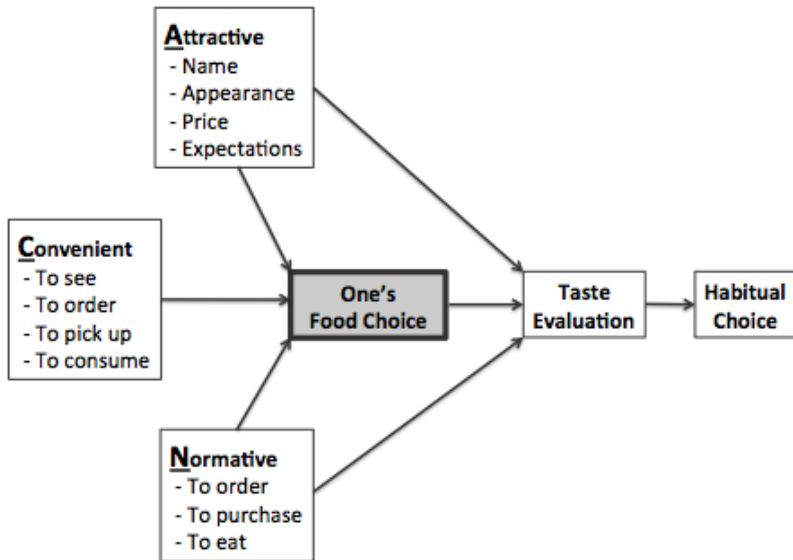 Attractive
- Name
- Appearance
- Price
- Expectations
Convenient
- To see
- To order
- To pick up
- To consume
One's
Food Choice
Taste
Evaluation
Habitual
Choice
Normative
- To order
- To purchase
- To eat